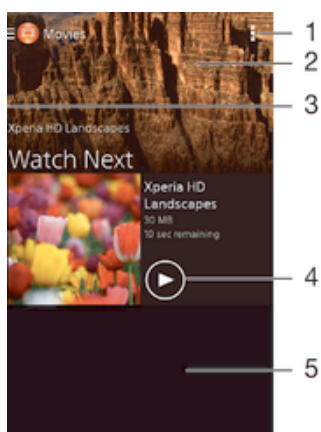 Movies
1
2
3
Xperia HD Landscapes
Watch Next
Xperia HD
Landscapes
30 MB
10 sec remaining
4
5